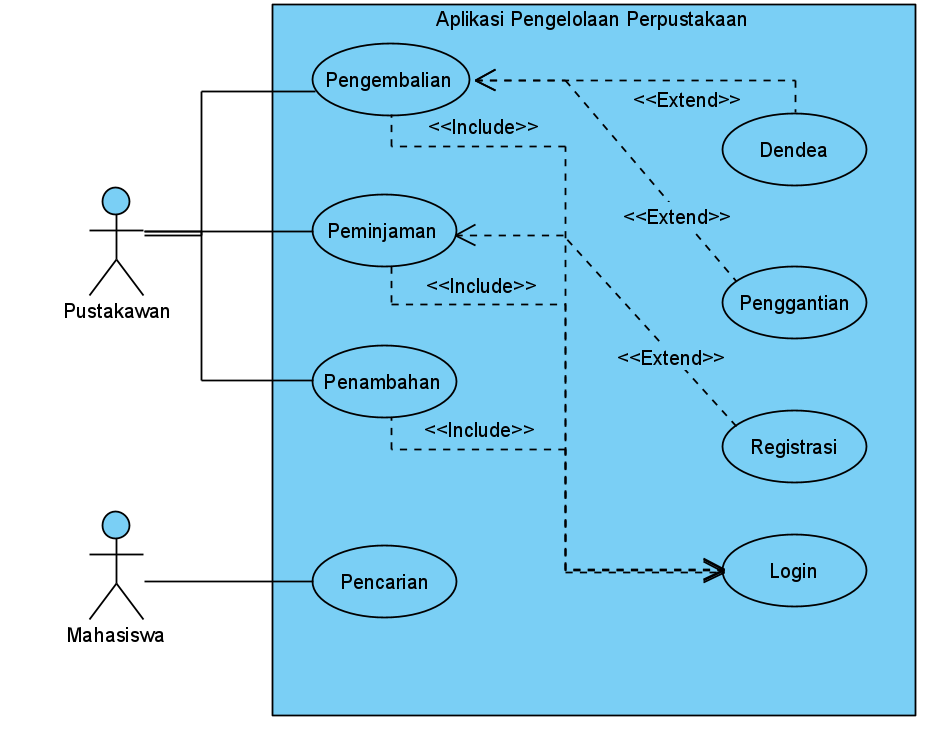 Aplikasi Pengelolaan Perpustakaan
Pengembalian
<<Extend>>
<<Include>>
Dendea
<<Extend>>
Peminjaman
<<Include>>
Penggantian
Pustakawan
<<Extend>>
Penambahan
<<Include>>
Registrasi
Login
Pencarian
Mahasiswa